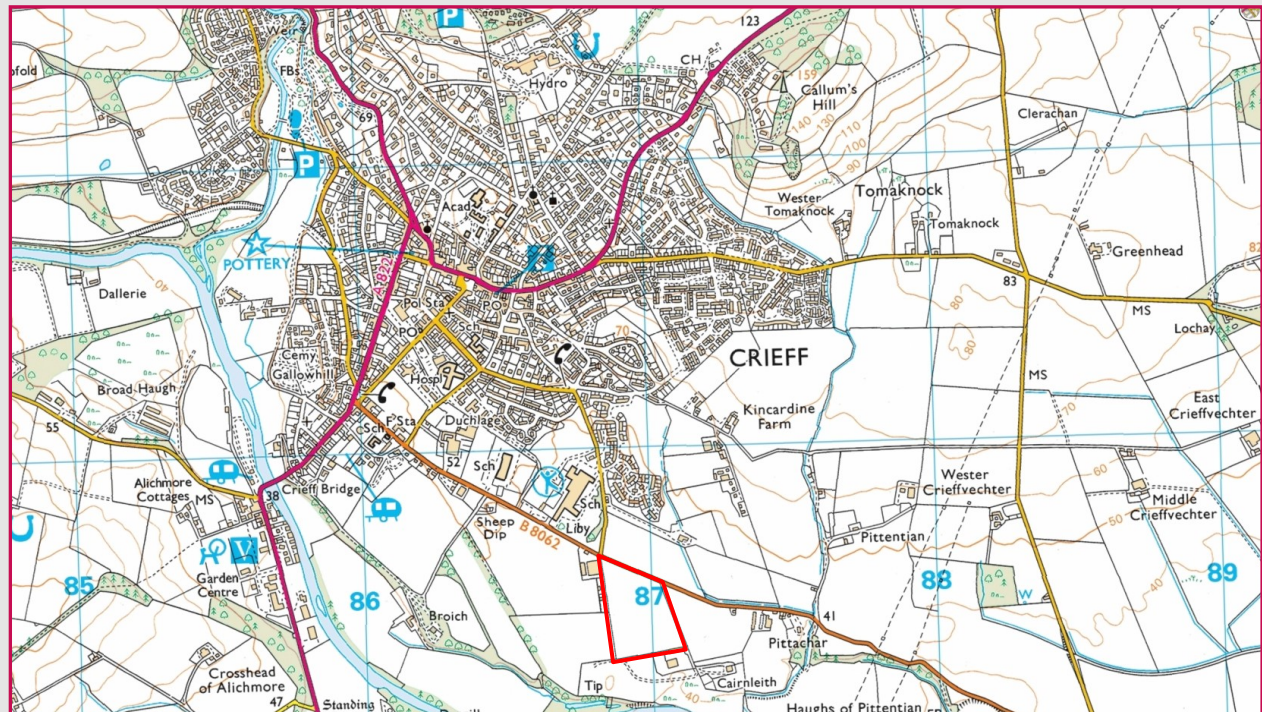 123
Weir
FBs
P
CH
159
Callum's
Hill
ofold
Hydro
140
130
110
100
90
Clerachan
69
P
Acad
Wester
Tomaknock
Tomaknock
Tomaknock
POTTERY
A822
Greenhead
82
40
Dallerie
Pol Sta
PO
83
MS
Lochay
PO
Sch
70
80
80
Cemy
Gallowhill
CRIEFF
MS
Broad-Haugh
Hospl
East
Crieffvechter
55
Kincardine
Farm
70
F Sta
Sch
Duchlage
52
Sch
60
Alichmore
Cottages
MS
38
Crieff Bridge
Sch
Liby
Wester
Crieffvechter
Middle
Crieffvechter
50
Sheep
Dip
B 8062
Pittentian
V
Garden
Centre
85
86
87
88
89
W
40
Broich
41
Pittachar
Crosshead
of Alichmore
47
Standing
Tip
40
Cairnleith
Haughs of Pittentian